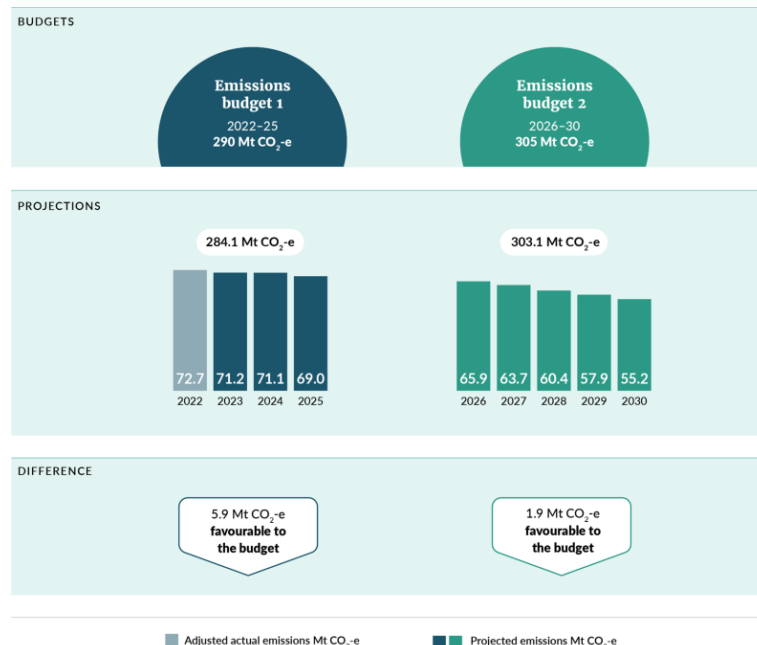 BUDGETS
Emissions
budget 1
2022–25
290 Mt CO₂-e
Emissions
budget 2
2026–30
305 Mt CO₂-e
PROJECTIONS
284.1 Mt CO₂-e
303.1 Mt CO₂-e
72.7 71.2 71.1 69.0
2022 2023 2024 2025
65.9 63.7 60.4 57.9 55.2
2026 2027 2028 2029 2030
DIFFERENCE
5.9 Mt CO₂-e
favourable to
the budget
1.9 Mt CO₂-e
favourable to
the budget
Adjusted actual emissions Mt CO₂-e
Projected emissions Mt CO₂-e